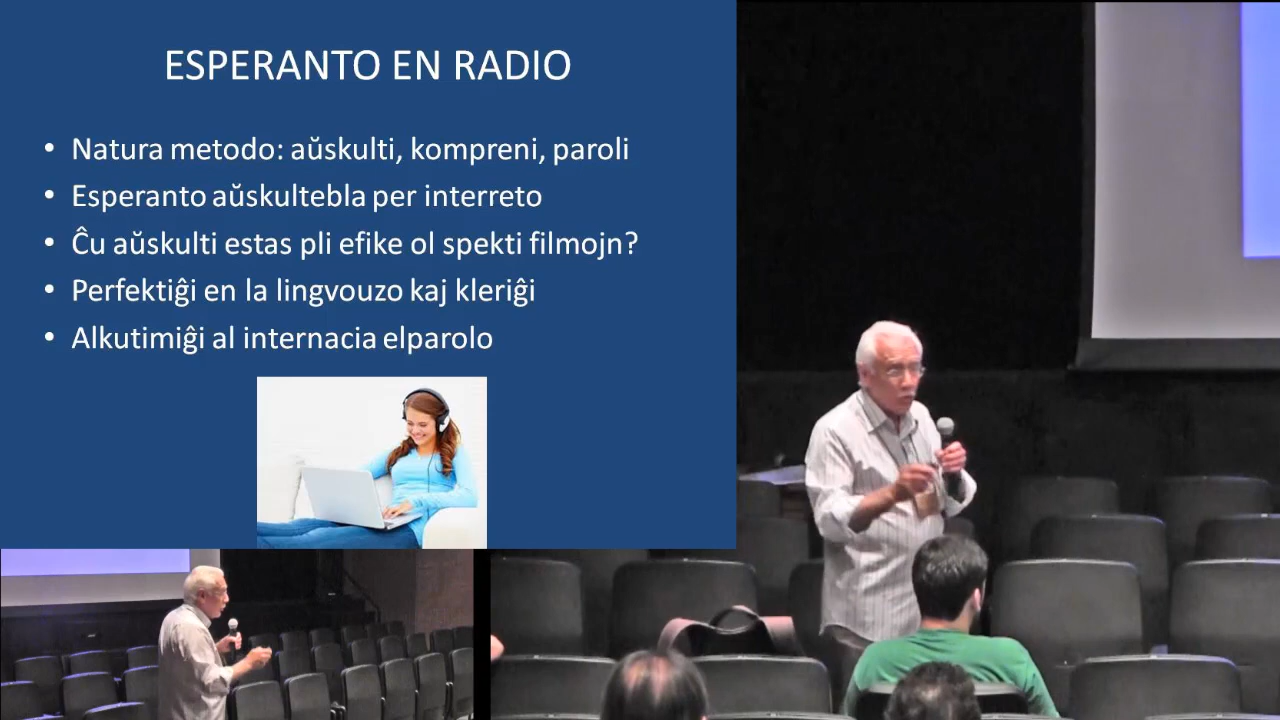 ESPERANTO EN RADIO
• Natura metodo: aŭskulti, kompreni, paroli
• Esperanto aŭskultebla per interreto
• Ĉu aŭskulti estas pli efike ol spekti filmojn?
• Perfektiĝi en la lingvouzo kaj kleriĝi
• Alkutimiĝi al internacia elparolo